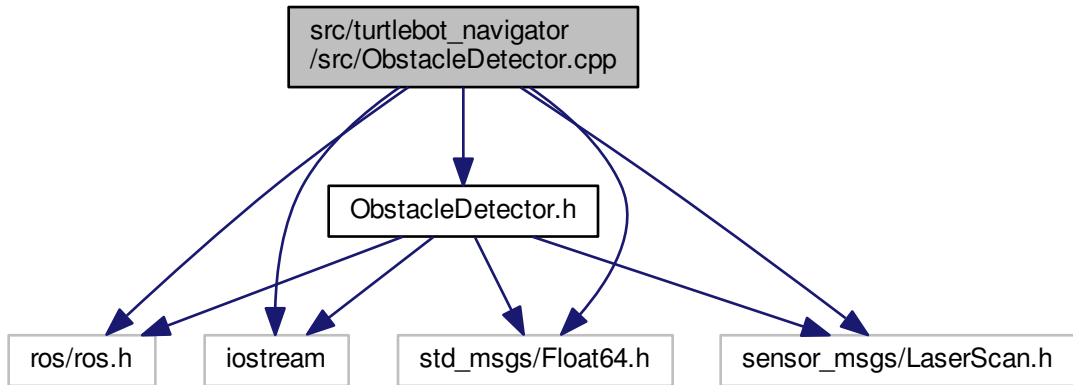 src/turtlebot_navigator
/src/ObstacleDetector.cpp
ObstacleDetector.h
ros/ros.h
iostream
std_msgs/Float64.h
sensor_msgs/LaserScan.h